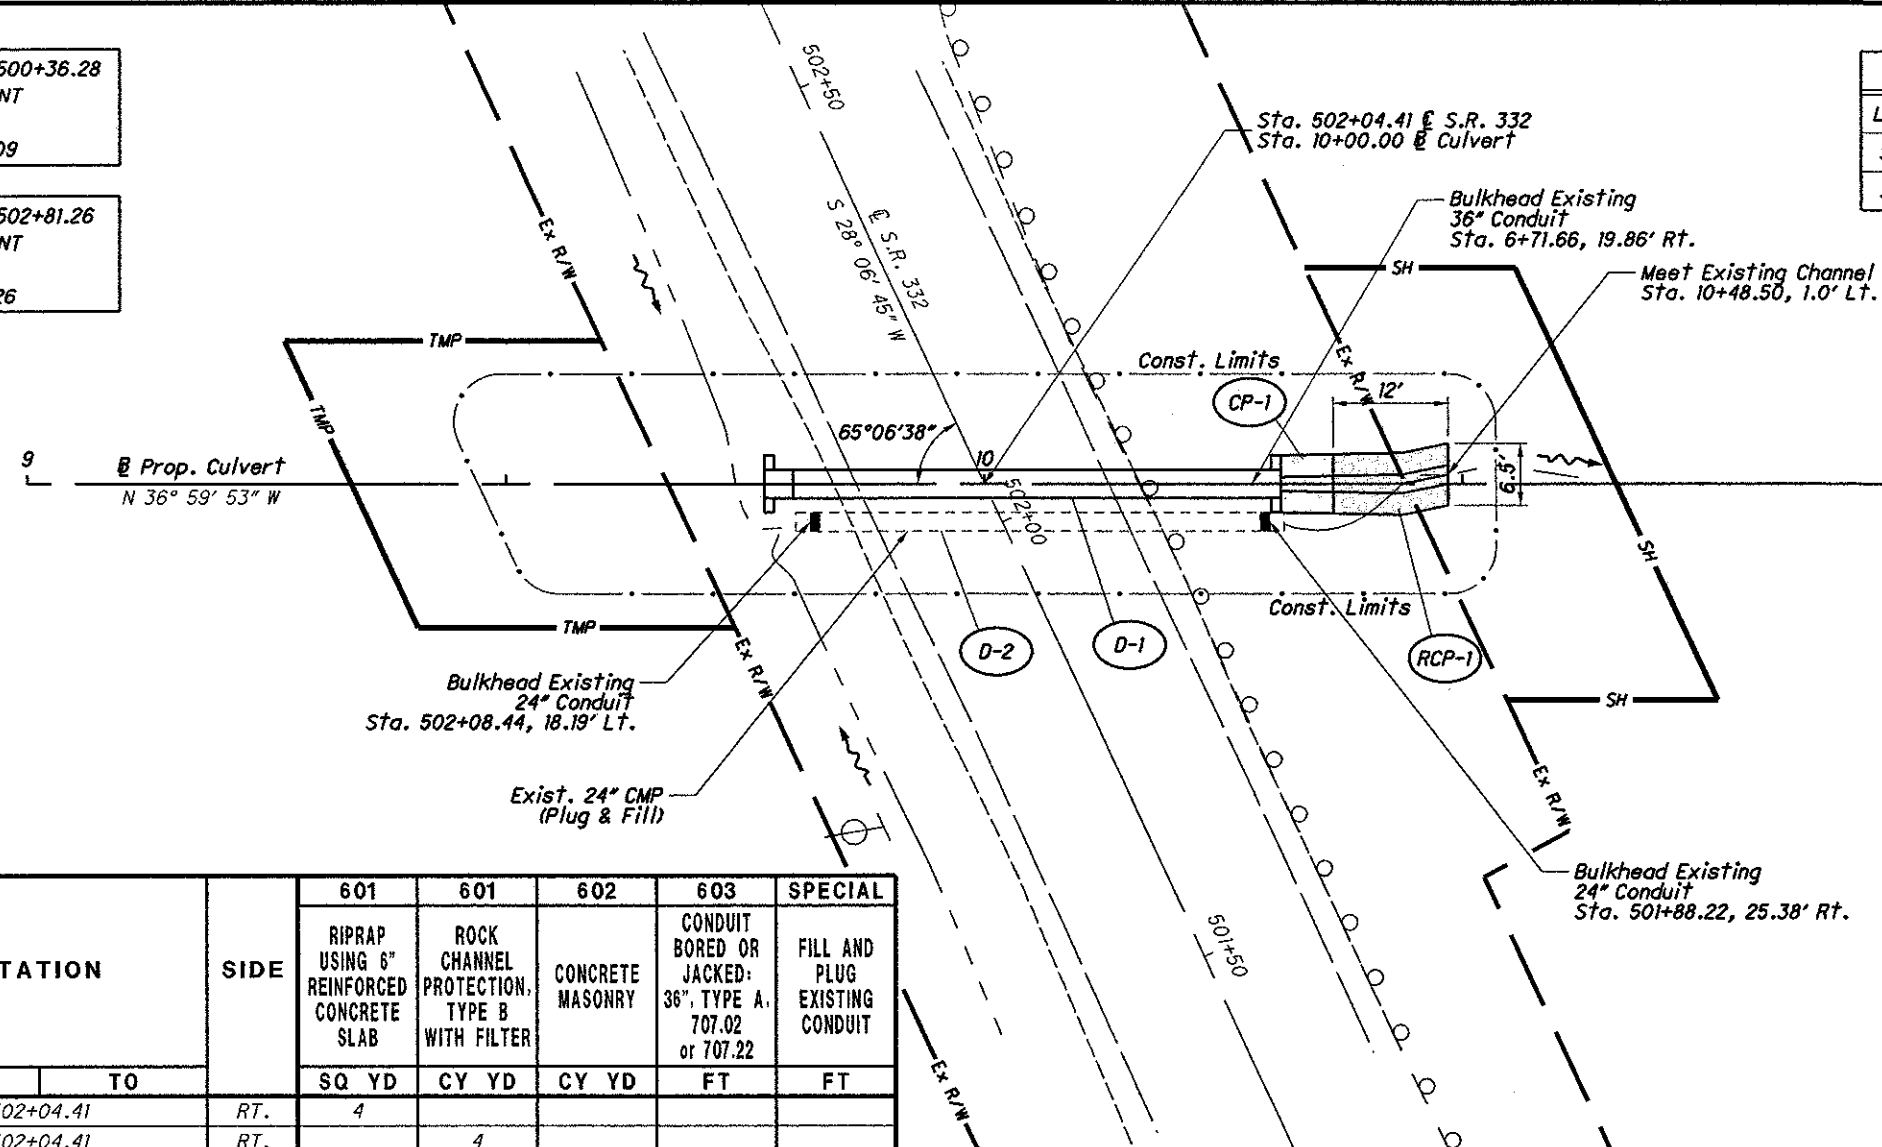 500+36.28
NT
09
502+81.26
NT
26
502+50
Sta. 502+04.41 ℄ S.R. 332
Sta. 10+00.00 ℄ Culvert
Bulkhead Existing
36" Conduit
Sta. 6+71.66, 19.86' Rt.
Meet Existing Channel
Sta. 10+48.50, 1.0' Lt.
℄ S.R. 332
S 28° 06' 45" W
Ex R/W
Ex R/W
SH
SH
SH
TMP
TMP
TMP
Const. Limits
12'
CP-1
65°06'38"
6.5'
9
10
℄ Prop. Culvert
N 36° 59' 53" W
502+00
Const. Limits
D-2
D-1
RCP-1
Bulkhead Existing
24" Conduit
Sta. 502+08.44, 18.19' Lt.
Ex R/W
Exist. 24" CMP
(Plug & Fill)
Ex R/W
Bulkhead Existing
24" Conduit
Sta. 501+88.22, 25.38' Rt.
501+50
Ex R/W
TATION
SIDE
601
601
602
603
SPECIAL
RIPRAP
USING 6"
REINFORCED
CONCRETE
SLAB
ROCK
CHANNEL
PROTECTION,
TYPE B
WITH FILTER
CONCRETE
MASONRY
CONDUIT
BORED OR
JACKED:
36", TYPE A,
707.02
or 707.22
FILL AND
PLUG
EXISTING
CONDUIT
TO
SQ YD
CY YD
CY YD
FT
FT
02+04.41 RT. 4
02+04.41 RT. 4